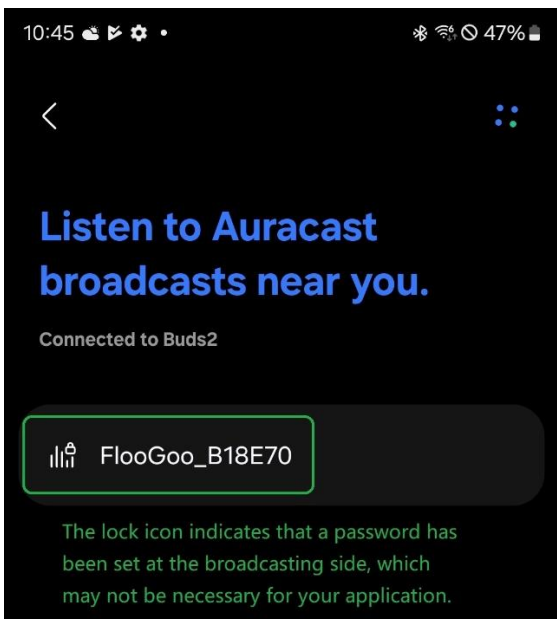 10:45 47%
Listen to Auracast
broadcasts near you.
Connected to Buds2
FlooGoo_B18E70
The lock icon indicates that a password has
been set at the broadcasting side, which
may not be necessary for your application.